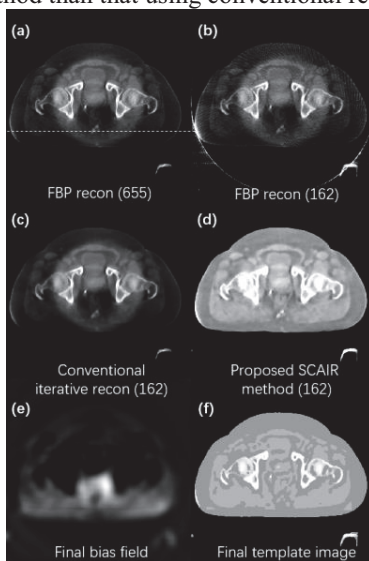 method than that using conventional re
(a)
(b)
FBP recon (655)
FBP recon (162)
(c)
(d)
Conventional
iterative recon (162)
Proposed SCAIR
method (162)
(e)
(f)
Final bias field
Final template image